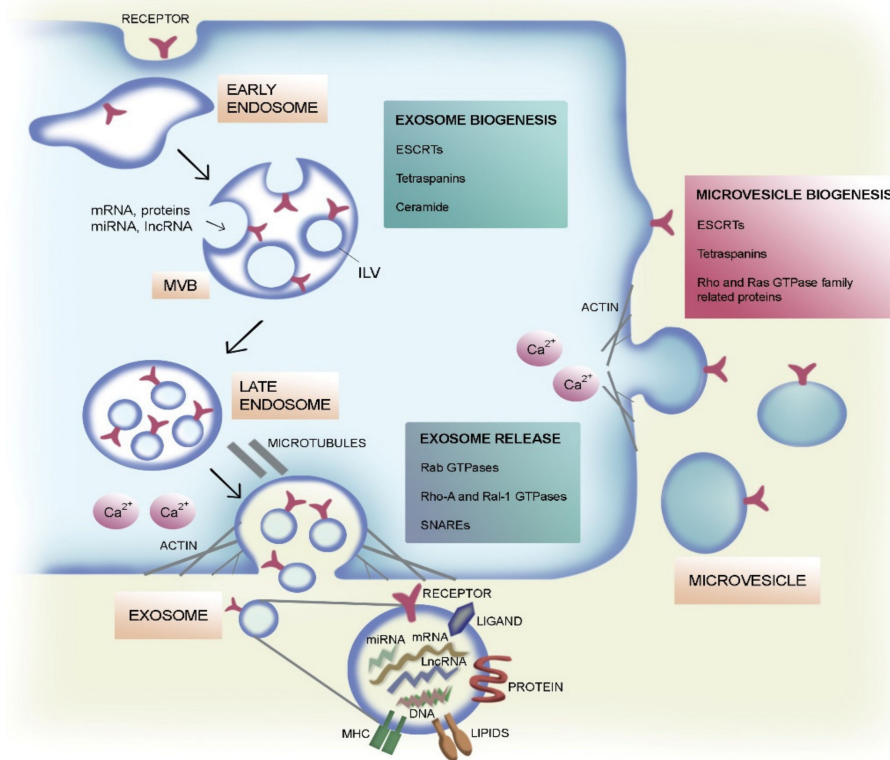 RECEPTOR
EARLY
ENDOSOME
EXOSOME BIOGENESIS
ESCRTs
Tetraspanins
Ceramide
mRNA, proteins
miRNA, lncRNA
ILV
MVB
MICROVESICLE BIOGENESIS
ESCRTs
Tetraspanins
Rho and Ras GTPase family
related proteins
ACTIN
Ca2+
Ca2+
LATE
ENDOSOME
MICROTUBULES
EXOSOME RELEASE
Rab GTPases
Rho-A and Ral-1 GTPases
SNAREs
Ca2+
Ca2+
ACTIN
MICROVESICLE
EXOSOME
RECEPTOR
LIGAND
miRNA
mRNA
LncRNA
PROTEIN
DNA
MHC
LIPIDS